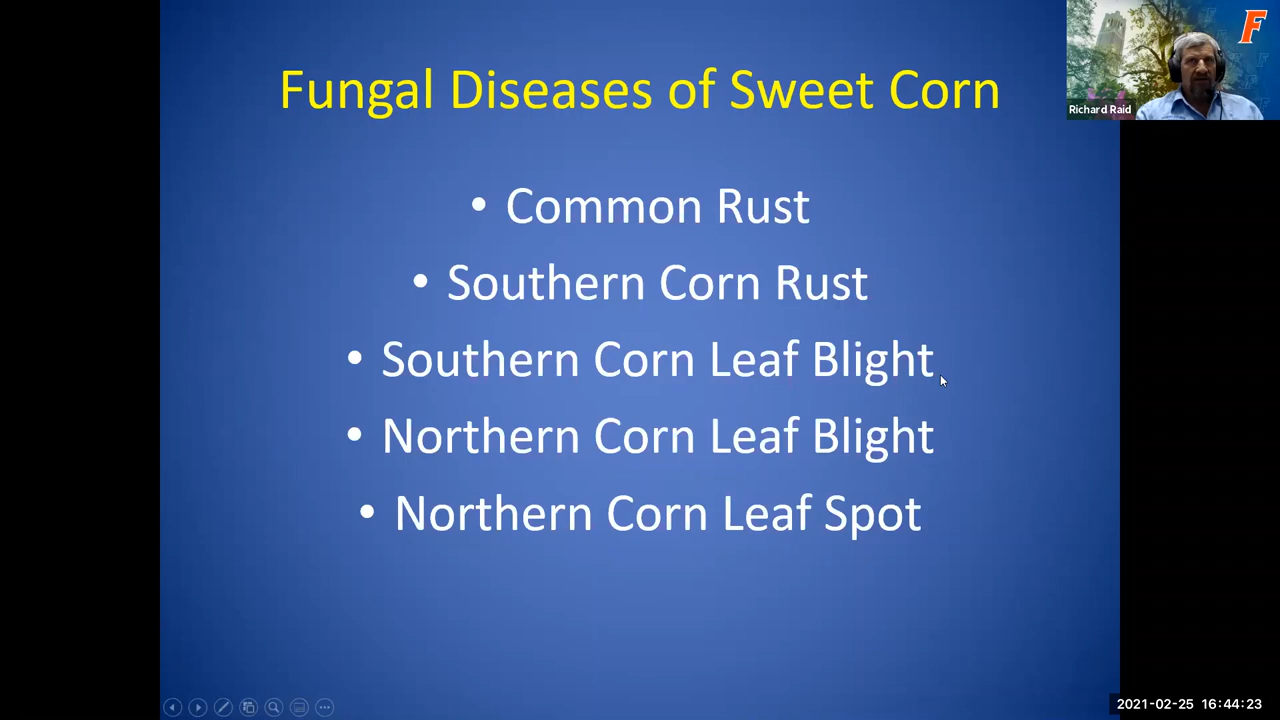 Fungal Diseases of Sweet Corn
• Common Rust
• Southern Corn Rust
• Southern Corn Leaf Blight
• Northern Corn Leaf Blight
• Northern Corn Leaf Spot
F
Richard Raid
2021-02-25 16:44:23